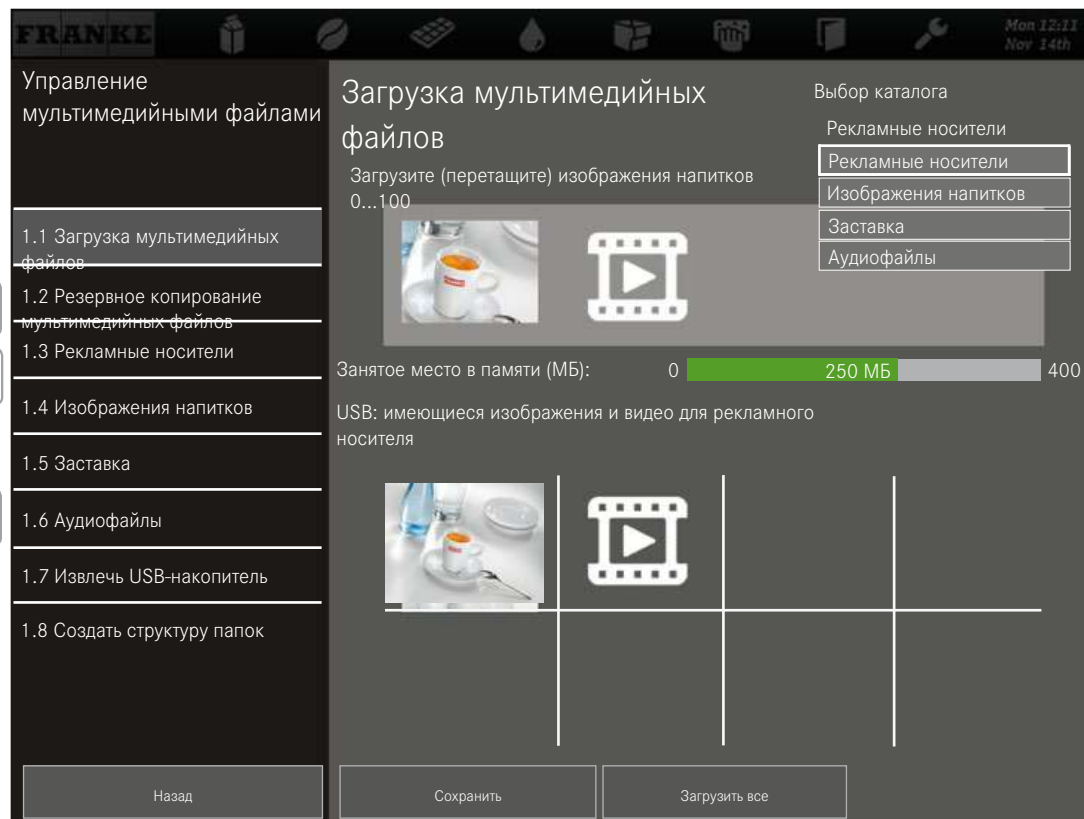 FRANKE
Mon 12:11
Nov 14th
Управление
мультимедийными файлами
1.1 Загрузка мультимедийных
файлов
1.2 Резервное копирование
мультимедийных файлов
1.3 Рекламные носители
1.4 Изображения напитков
1.5 Заставка
1.6 Аудиофайлы
1.7 Извлечь USB-накопитель
1.8 Создать структуру папок
Назад
Загрузка мультимедийных
файлов
Загрузите (перетащите) изображения напитков
0...100
Выбор каталога
Рекламные носители
Рекламные носители
Изображения напитков
Заставка
Аудиофайлы
Занятое место в памяти (МБ): 0 250 МБ 400
USB: имеющиеся изображения и видео для рекламного
носителя
Сохранить
Загрузить все